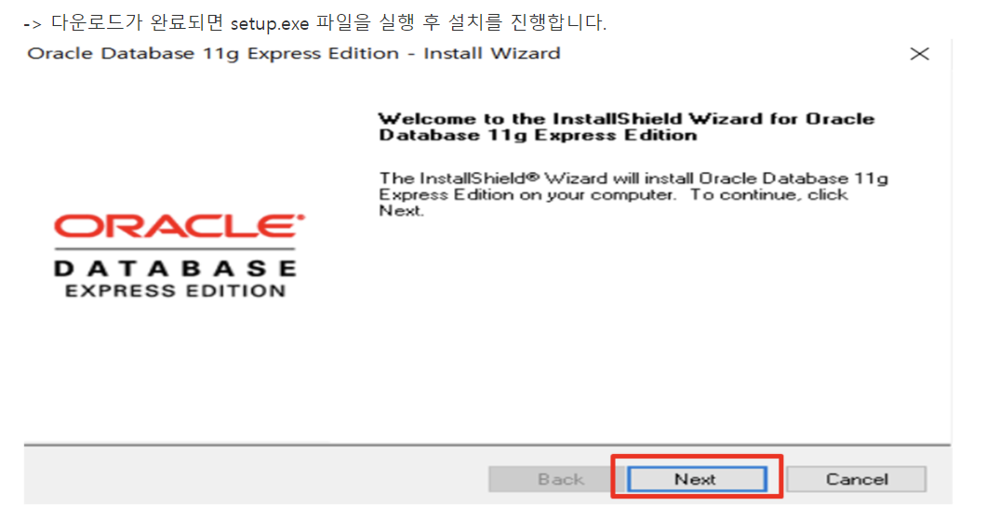 -> 다운로드가 완료되면 setup.exe 파일을 실행 후 설치를 진행합니다.
Oracle Database 11g Express Edition - Install Wizard
Welcome to the InstallShield Wizard for Oracle
Database 11g Express Edition
The InstallShield® Wizard will install Oracle Database 11g
Express Edition on your computer. To continue, click
Next.
ORACLE
DATABASE
EXPRESS EDITION
Back
Next
Cancel